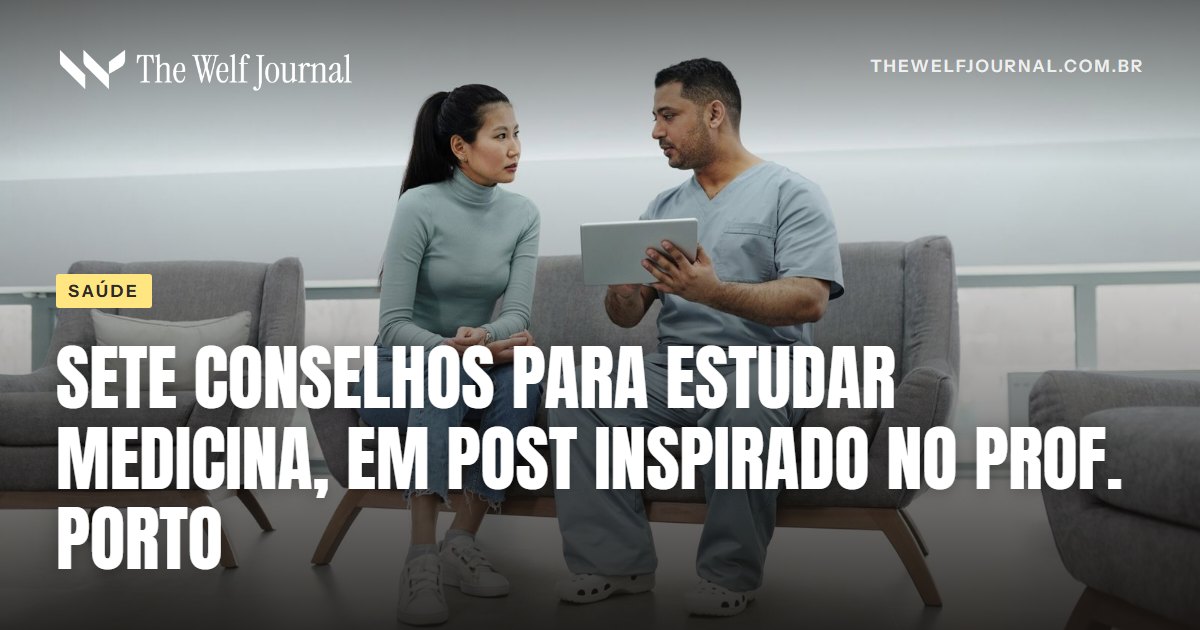 The Welf Journal
THEWELFJOURNAL.COM.BR
SAÚDE
SETE CONSELHOS PARA ESTUDAR
MEDICINA, EM POST INSPIRADO NO PROF.
PORTO